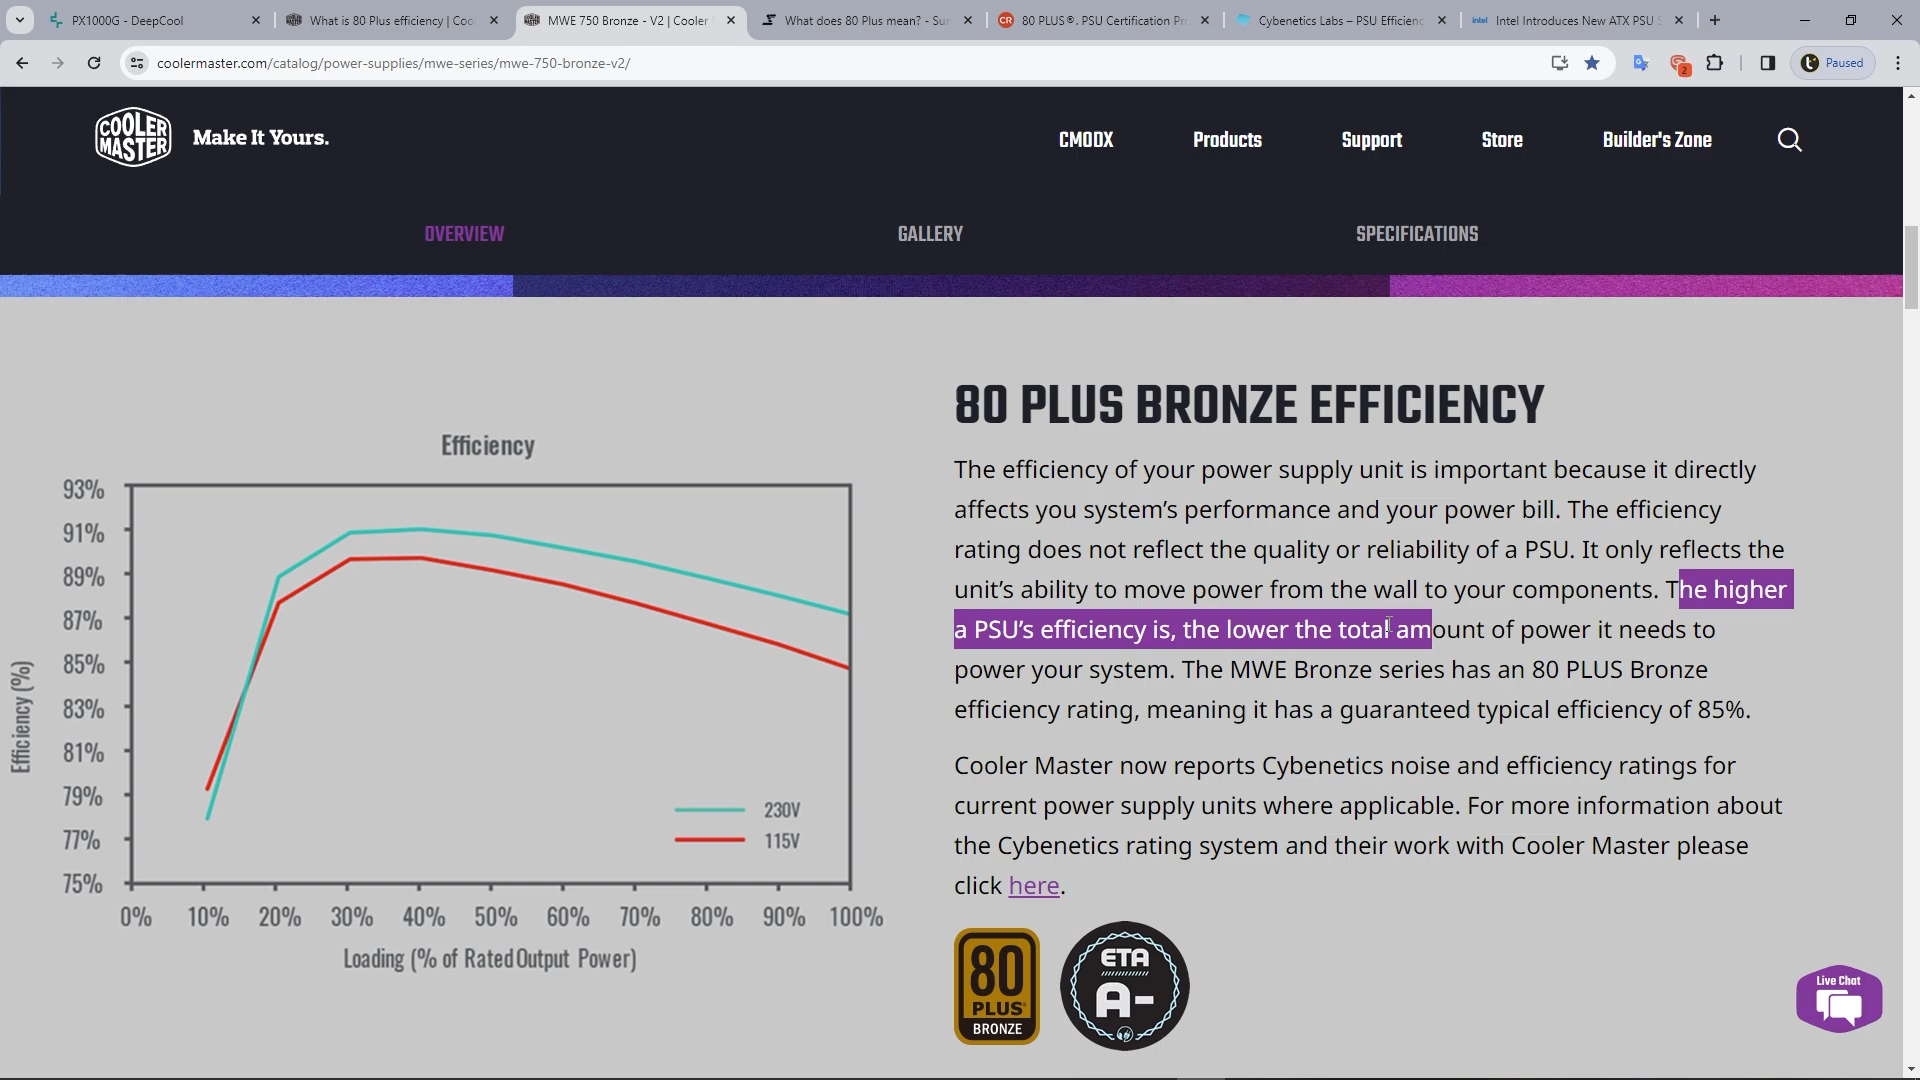 PX1000G - DeepCool
What is 80 Plus efficiency | Coo
MWE 750 Bronze - V2 | Cooler
What does 80 Plus mean? - Sun
CR
80 PLUS®. PSU Certification Pr
Cybenetics Labs – PSU Efficienc
intel
Intel Introduces New ATX PSU S
coolermaster.com/catalog/power-supplies/mwe-series/mwe-750-bronze-v2/
2
t
Paused
COOLER
MASTER
Make It Yours.
CMODX
Products
Support
Store
Builder's Zone
OVERVIEW
GALLERY
SPECIFICATIONS
Efficiency
93%
91%
89%
87%
85%
83%
81%
79%
77%
75%
Efficiency (%)
230V
115V
0% 10% 20% 30% 40% 50% 60% 70% 80% 90% 100%
Loading (% of Rated Output Power)
80 PLUS BRONZE EFFICIENCY
The efficiency of your power supply unit is important because it directly
affects you system’s performance and your power bill. The efficiency
rating does not reflect the quality or reliability of a PSU. It only reflects the
unit’s ability to move power from the wall to your components. The higher
a PSU’s efficiency is, the lower the total amount of power it needs to
power your system. The MWE Bronze series has an 80 PLUS Bronze
efficiency rating, meaning it has a guaranteed typical efficiency of 85%.
Cooler Master now reports Cybenetics noise and efficiency ratings for
current power supply units where applicable. For more information about
the Cybenetics rating system and their work with Cooler Master please
click here.
80
PLUS®
BRONZE
ETA
A-
Live Chat